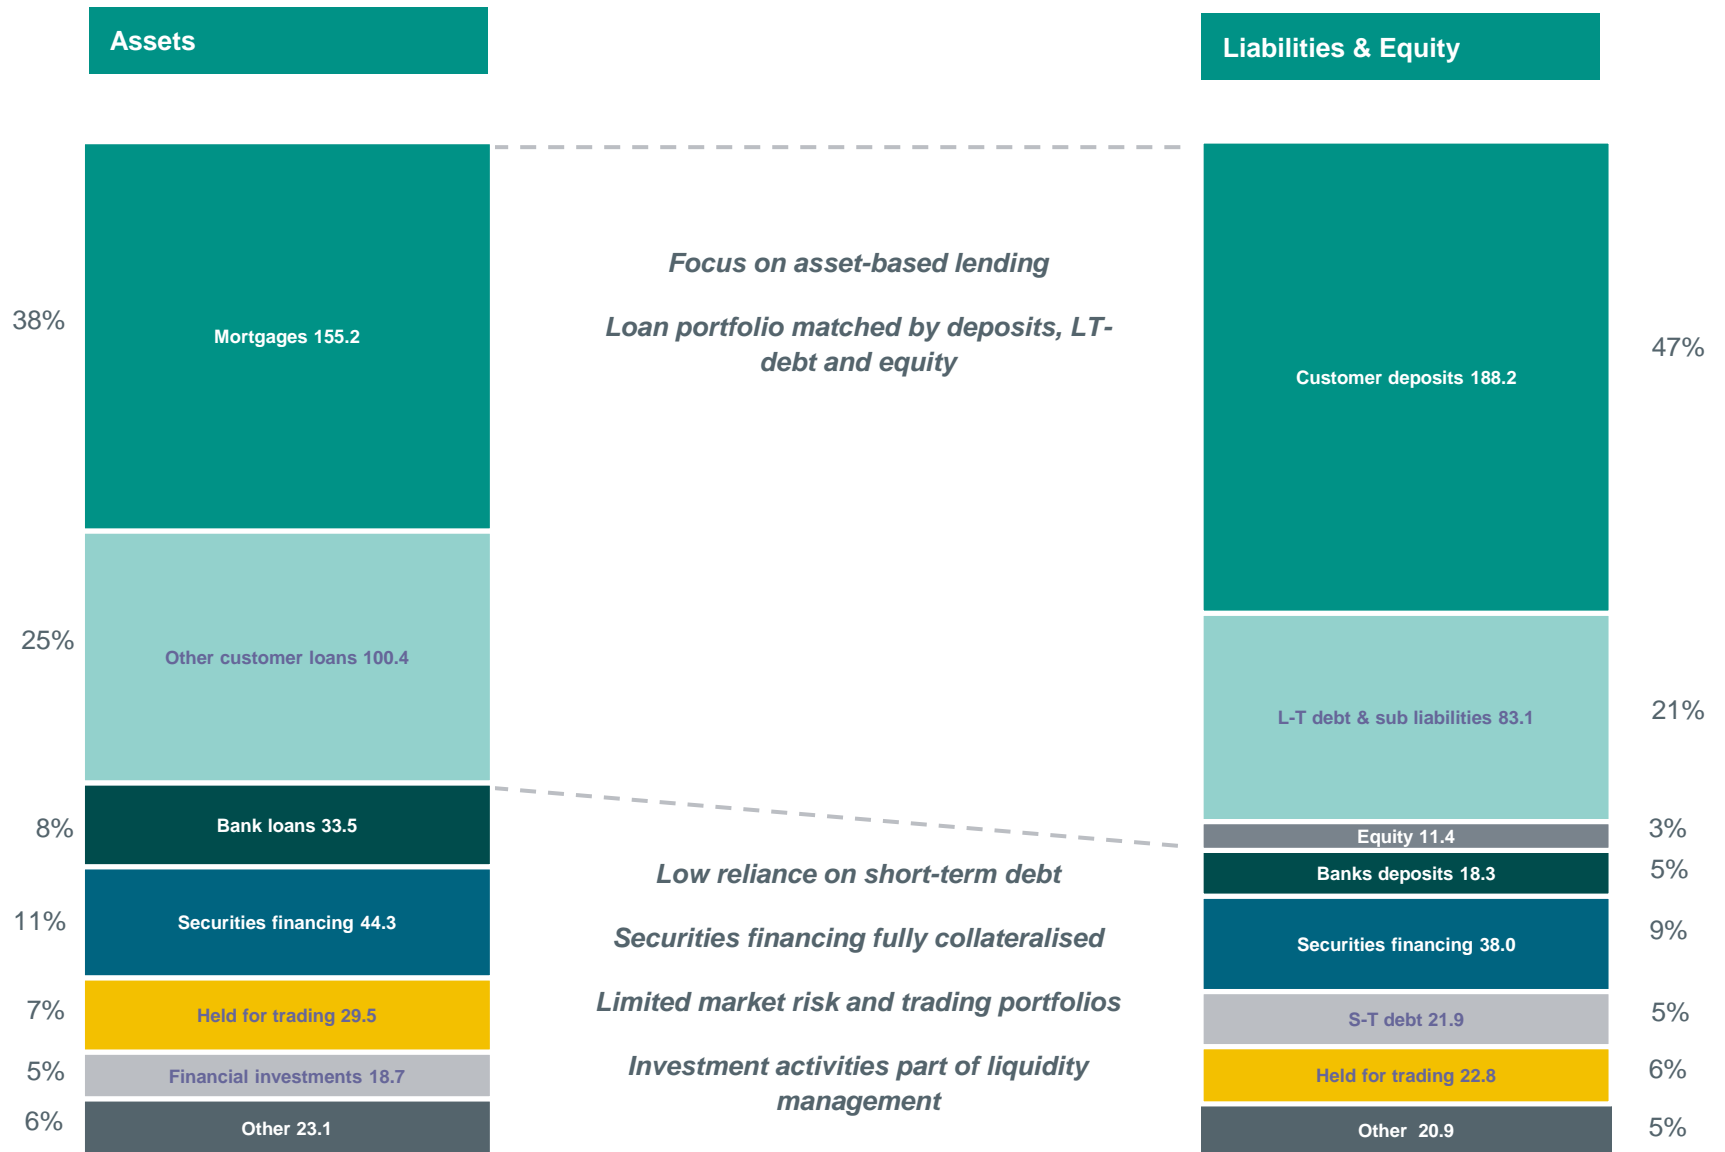 Assets
Liabilities & Equity
38%
Mortgages 155.2
25%
Other customer loans 100.4
8%
Bank loans 33.5
11%
Securities financing 44.3
7%
Held for trading 29.5
5%
Financial investments 18.7
6%
Other 23.1
Focus on asset-based lending
Loan portfolio matched by deposits, LT-
debt and equity
Low reliance on short-term debt
Securities financing fully collateralised
Limited market risk and trading portfolios
Investment activities part of liquidity
management
Customer deposits 188.2
47%
L-T debt & sub liabilities 83.1
21%
Equity 11.4
3%
Banks deposits 18.3
5%
Securities financing 38.0
9%
S-T debt 21.9
5%
Held for trading 22.8
6%
Other 20.9
5%